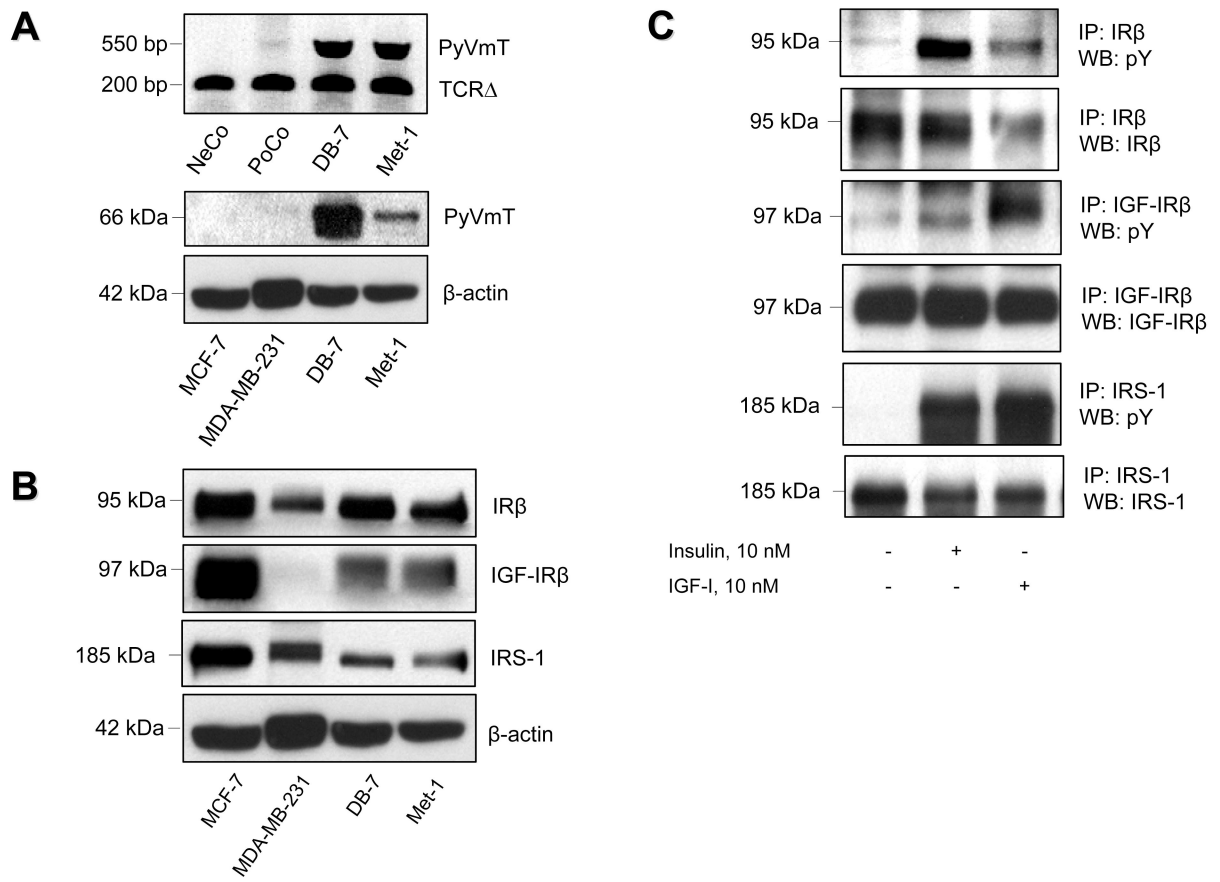 A
550 bp
PyVmT
200 bp
TCRΔ
NeCo
PoCo
DB-7
Met-1
66 kDa
PyVmT
42 kDa
β-actin
MCF-7
MDA-MB-231
DB-7
Met-1
B
95 kDa
IRβ
97 kDa
IGF-IRβ
185 kDa
IRS-1
42 kDa
β-actin
MCF-7
MDA-MB-231
DB-7
Met-1
C
95 kDa
IP: IRβ
WB: pY
95 kDa
IP: IRβ
WB: IRβ
97 kDa
IP: IGF-IRβ
WB: pY
97 kDa
IP: IGF-IRβ
WB: IGF-IRβ
185 kDa
IP: IRS-1
WB: pY
185 kDa
IP: IRS-1
WB: IRS-1
Insulin, 10 nM - + -
IGF-I, 10 nM - - +